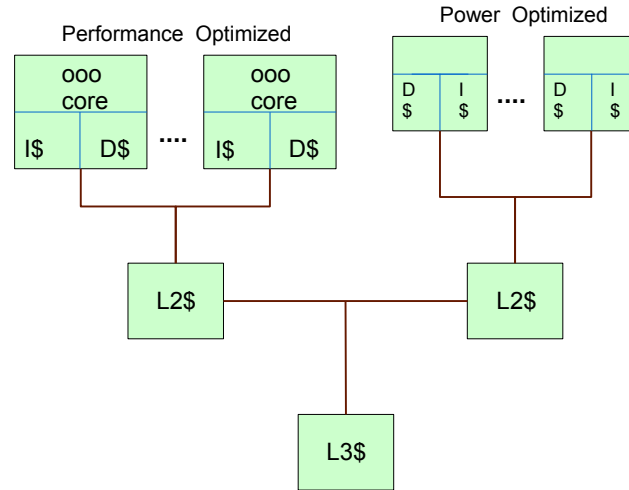 Performance Optimized
Power Optimized
ooo
core
I$
D$
....
ooo
core
I$
D$
D
$
I
$
....
D
$
I
$
L2$
L2$
L3$